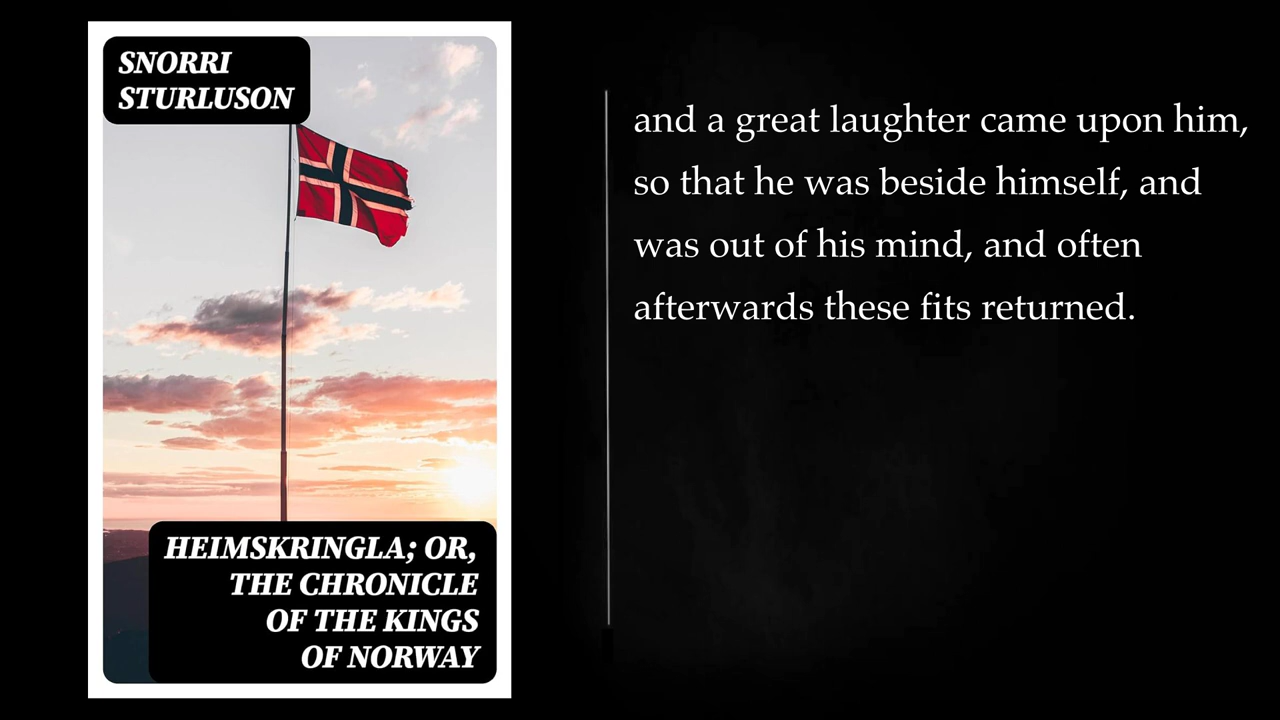 SNORRI
STURLUSON
HEIMSKRINGLA; OR,
THE CHRONICLE
OF THE KINGS
OF NORWAY
and a great laughter came upon him,
so that he was beside himself, and
was out of his mind, and often
afterwards these fits returned.